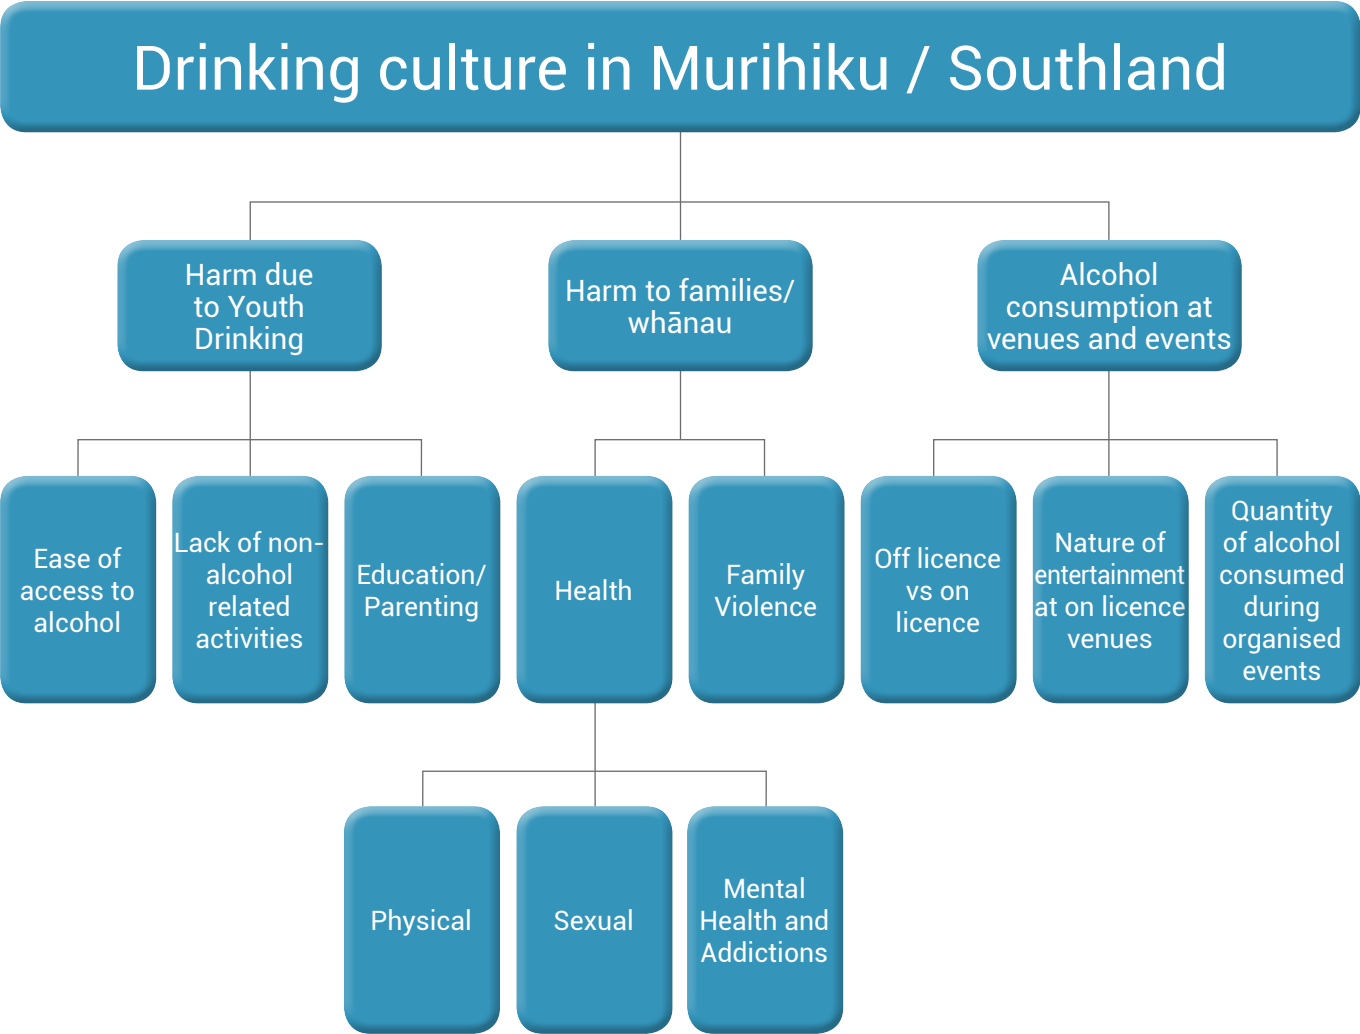 Drinking culture in Murihiku / Southland
Harm due
to Youth
Drinking
Harm to families/
whānau
Alcohol
consumption at
venues and events
Ease of
access to
alcohol
Lack of non-
alcohol
related
activities
Education/
Parenting
Health
Family
Violence
Off licence
vs on
licence
Nature of
entertainment
at on licence
venues
Quantity
of alcohol
consumed
during
organised
events
Physical
Sexual
Mental
Health and
Addictions